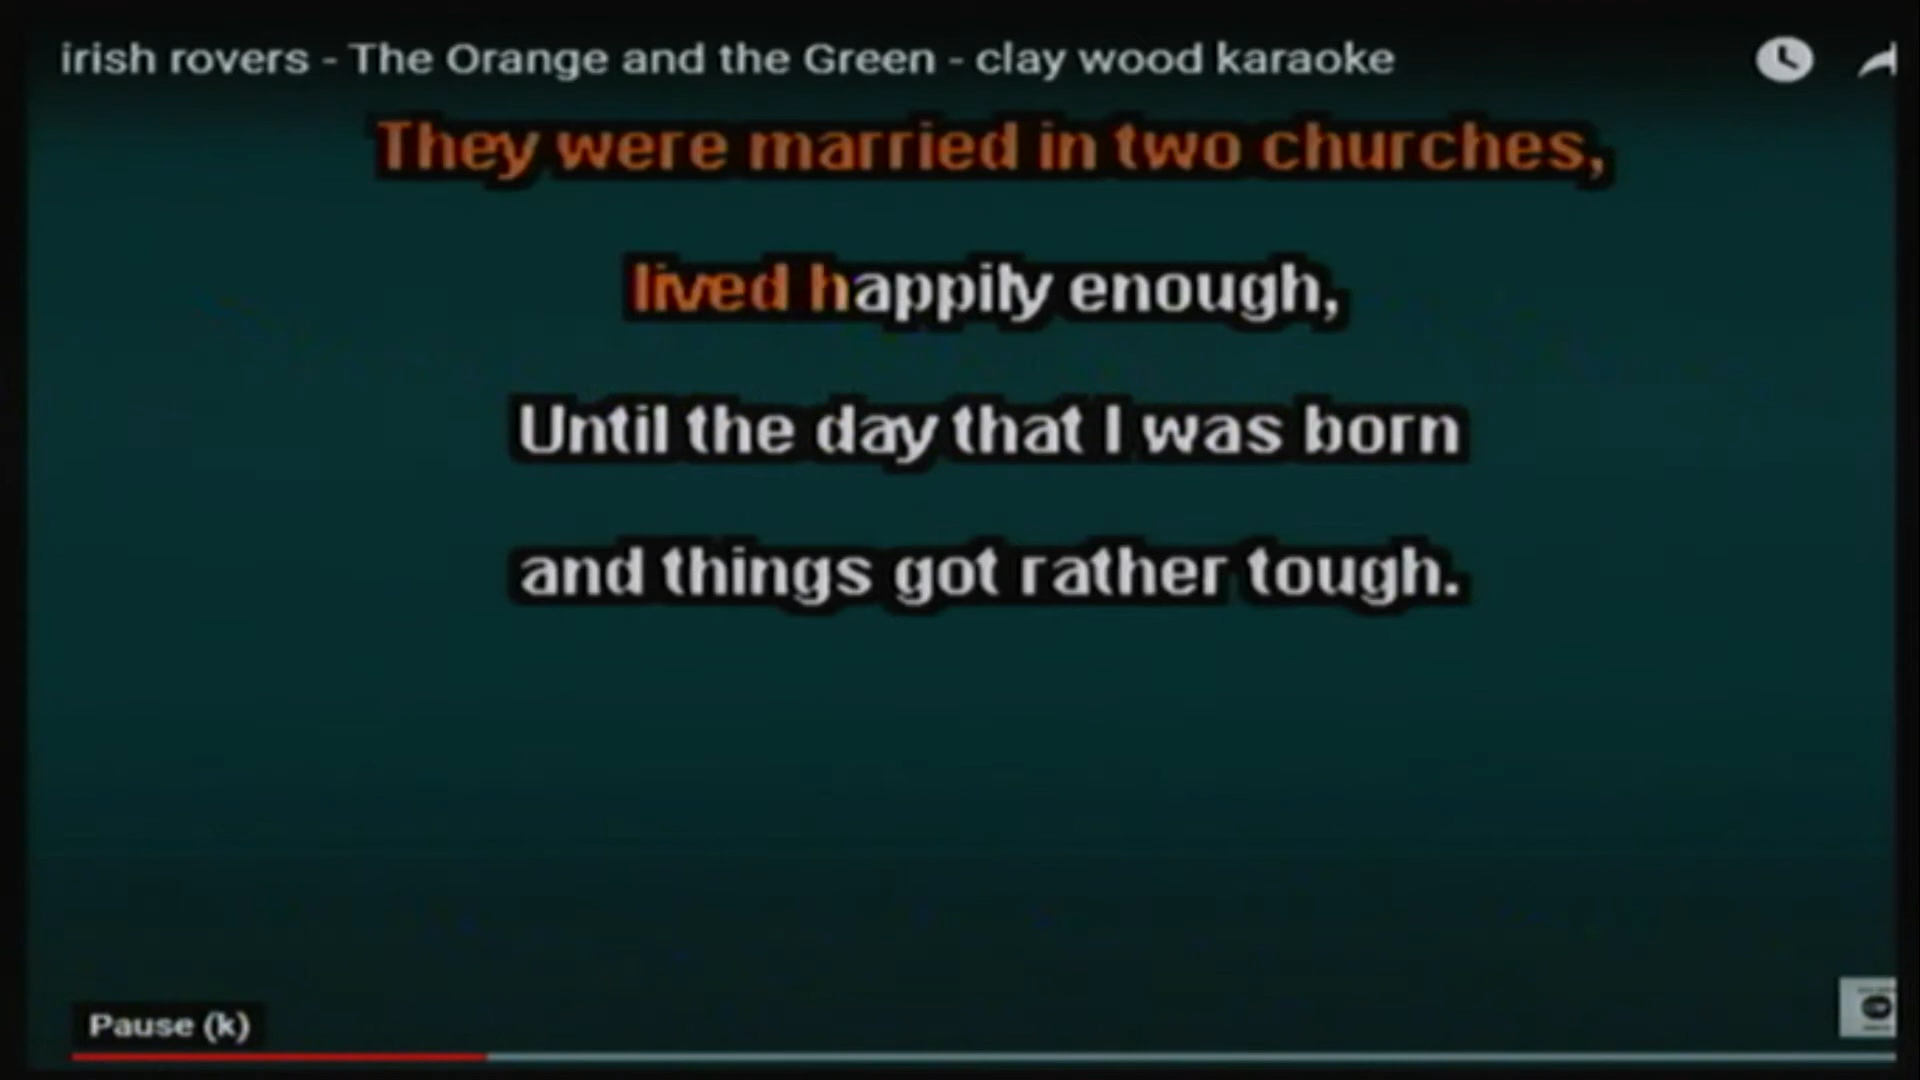 irish rovers - The Orange and the Green - clay wood karaoke
They were married in two churches,
lived happily enough,
Until the day that I was born
and things got rather tough.
Pause (k)